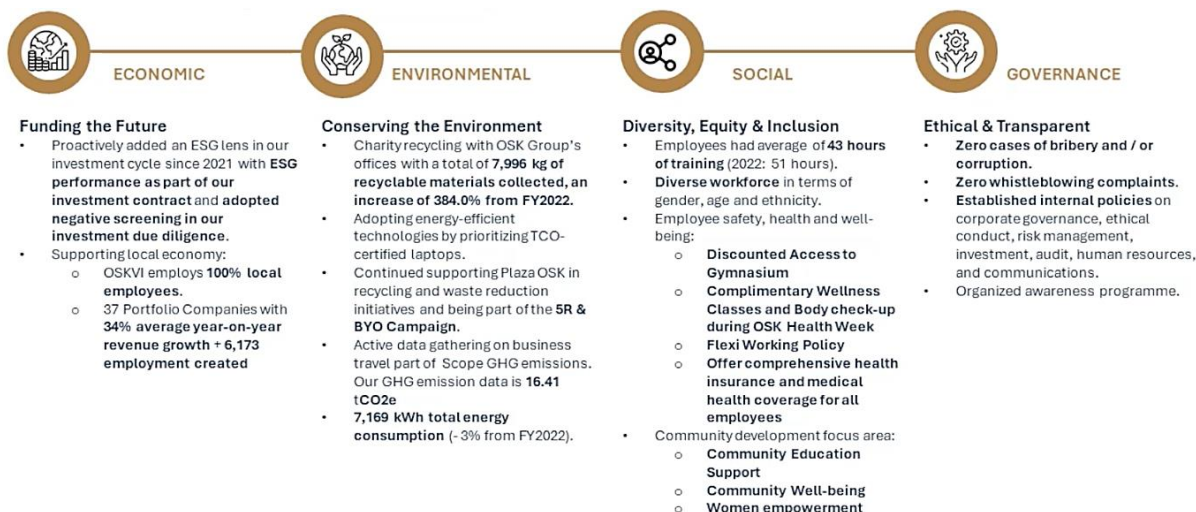 ECONOMIC
Funding the Future
• Proactively added an ESG lens in our
investment cycle since 2021 with ESG
performance as part of our
investment contract and adopted
negative screening in our
investment due diligence.
• Supporting local economy:
o OSKVI employs 100% local
employees.
o 37 Portfolio Companies with
34% average year-on-year
revenue growth + 6,173
employment created
ENVIRONMENTAL
Conserving the Environment
• Charity recycling with OSK Group's
offices with a total of 7,996 kg of
recyclable materials collected, an
increase of 384.0% from FY2022.
• Adopting energy-efficient
technologies by prioritizing TCO-
certified laptops.
• Continued supporting Plaza OSK in
recycling and waste reduction
initiatives and being part of the 5R &
BYO Campaign.
• Active data gathering on business
travel part of Scope GHG emissions.
Our GHG emission data is 16.41
tCO2e
• 7,169 kWh total energy
consumption (-3% from FY2022).
SOCIAL
Diversity, Equity & Inclusion
• Employees had average of 43 hours
of training (2022: 51 hours).
• Diverse workforce in terms of
gender, age and ethnicity.
• Employee safety, health and well-
being:
o Discounted Access to
Gymnasium
o Complimentary Wellness
Classes and Body check-up
during OSK Health Week
o Flexi Working Policy
o Offer comprehensive health
insurance and medical
health coverage for all
employees
• Community development focus area:
o Community Education
Support
o Community Well-being
o Women empowerment
GOVERNANCE
Ethical & Transparent
• Zero cases of bribery and / or
corruption.
• Zero whistleblowing complaints.
• Established internal policies on
corporate governance, ethical
conduct, risk management,
investment, audit, human resources,
and communications.
• Organized awareness programme.